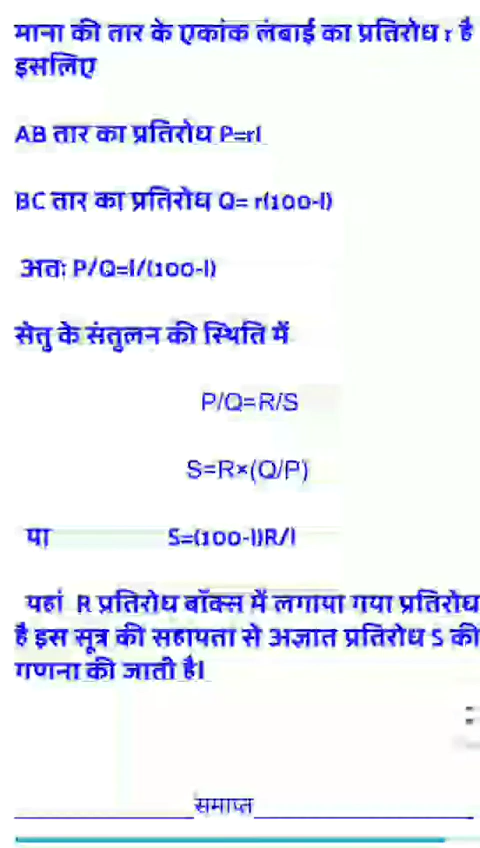 माना की तार के एकांक लंबाई का प्रतिरोध r है
इसलिए
AB तार का प्रतिरोध P=rl
BC तार का प्रतिरोध Q= r(100-l)
अतः P/Q=l/(100-l)
सेतु के संतुलन की स्थिति में
P/Q=R/S
S=R×(Q/P)
या S=(100-l)R/l
यहां R प्रतिरोध बॉक्स में लगाया गया प्रतिरोध
है इस सूत्र की सहायता से अज्ञात प्रतिरोध S की
गणना की जाती है।
समाप्त